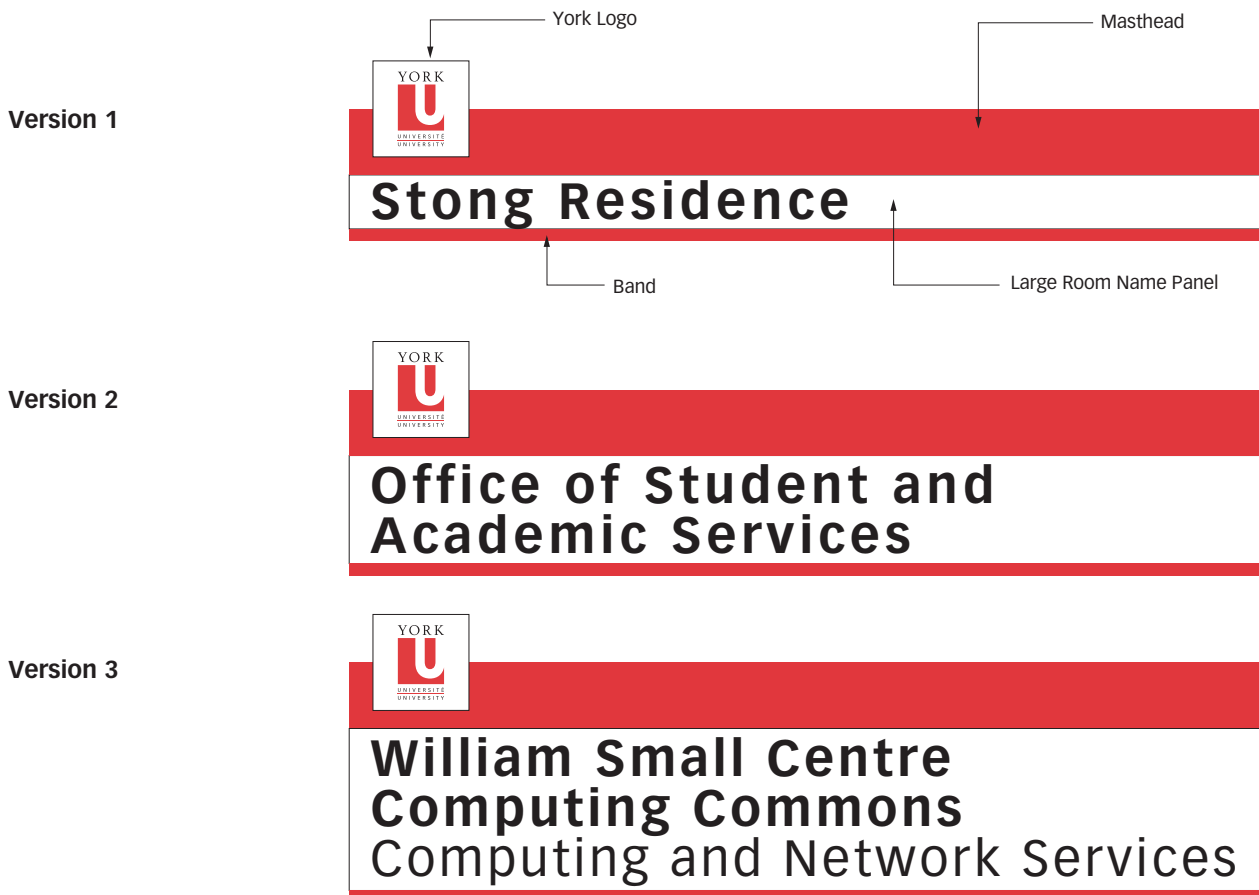 York Logo
Masthead
Version 1
YORK
U
UNIVERSITÉ
UNIVERSITY
Stong Residence
Band
Large Room Name Panel
Version 2
YORK
U
UNIVERSITÉ
UNIVERSITY
Office of Student and
Academic Services
Version 3
YORK
U
UNIVERSITÉ
UNIVERSITY
William Small Centre
Computing Commons
Computing and Network Services